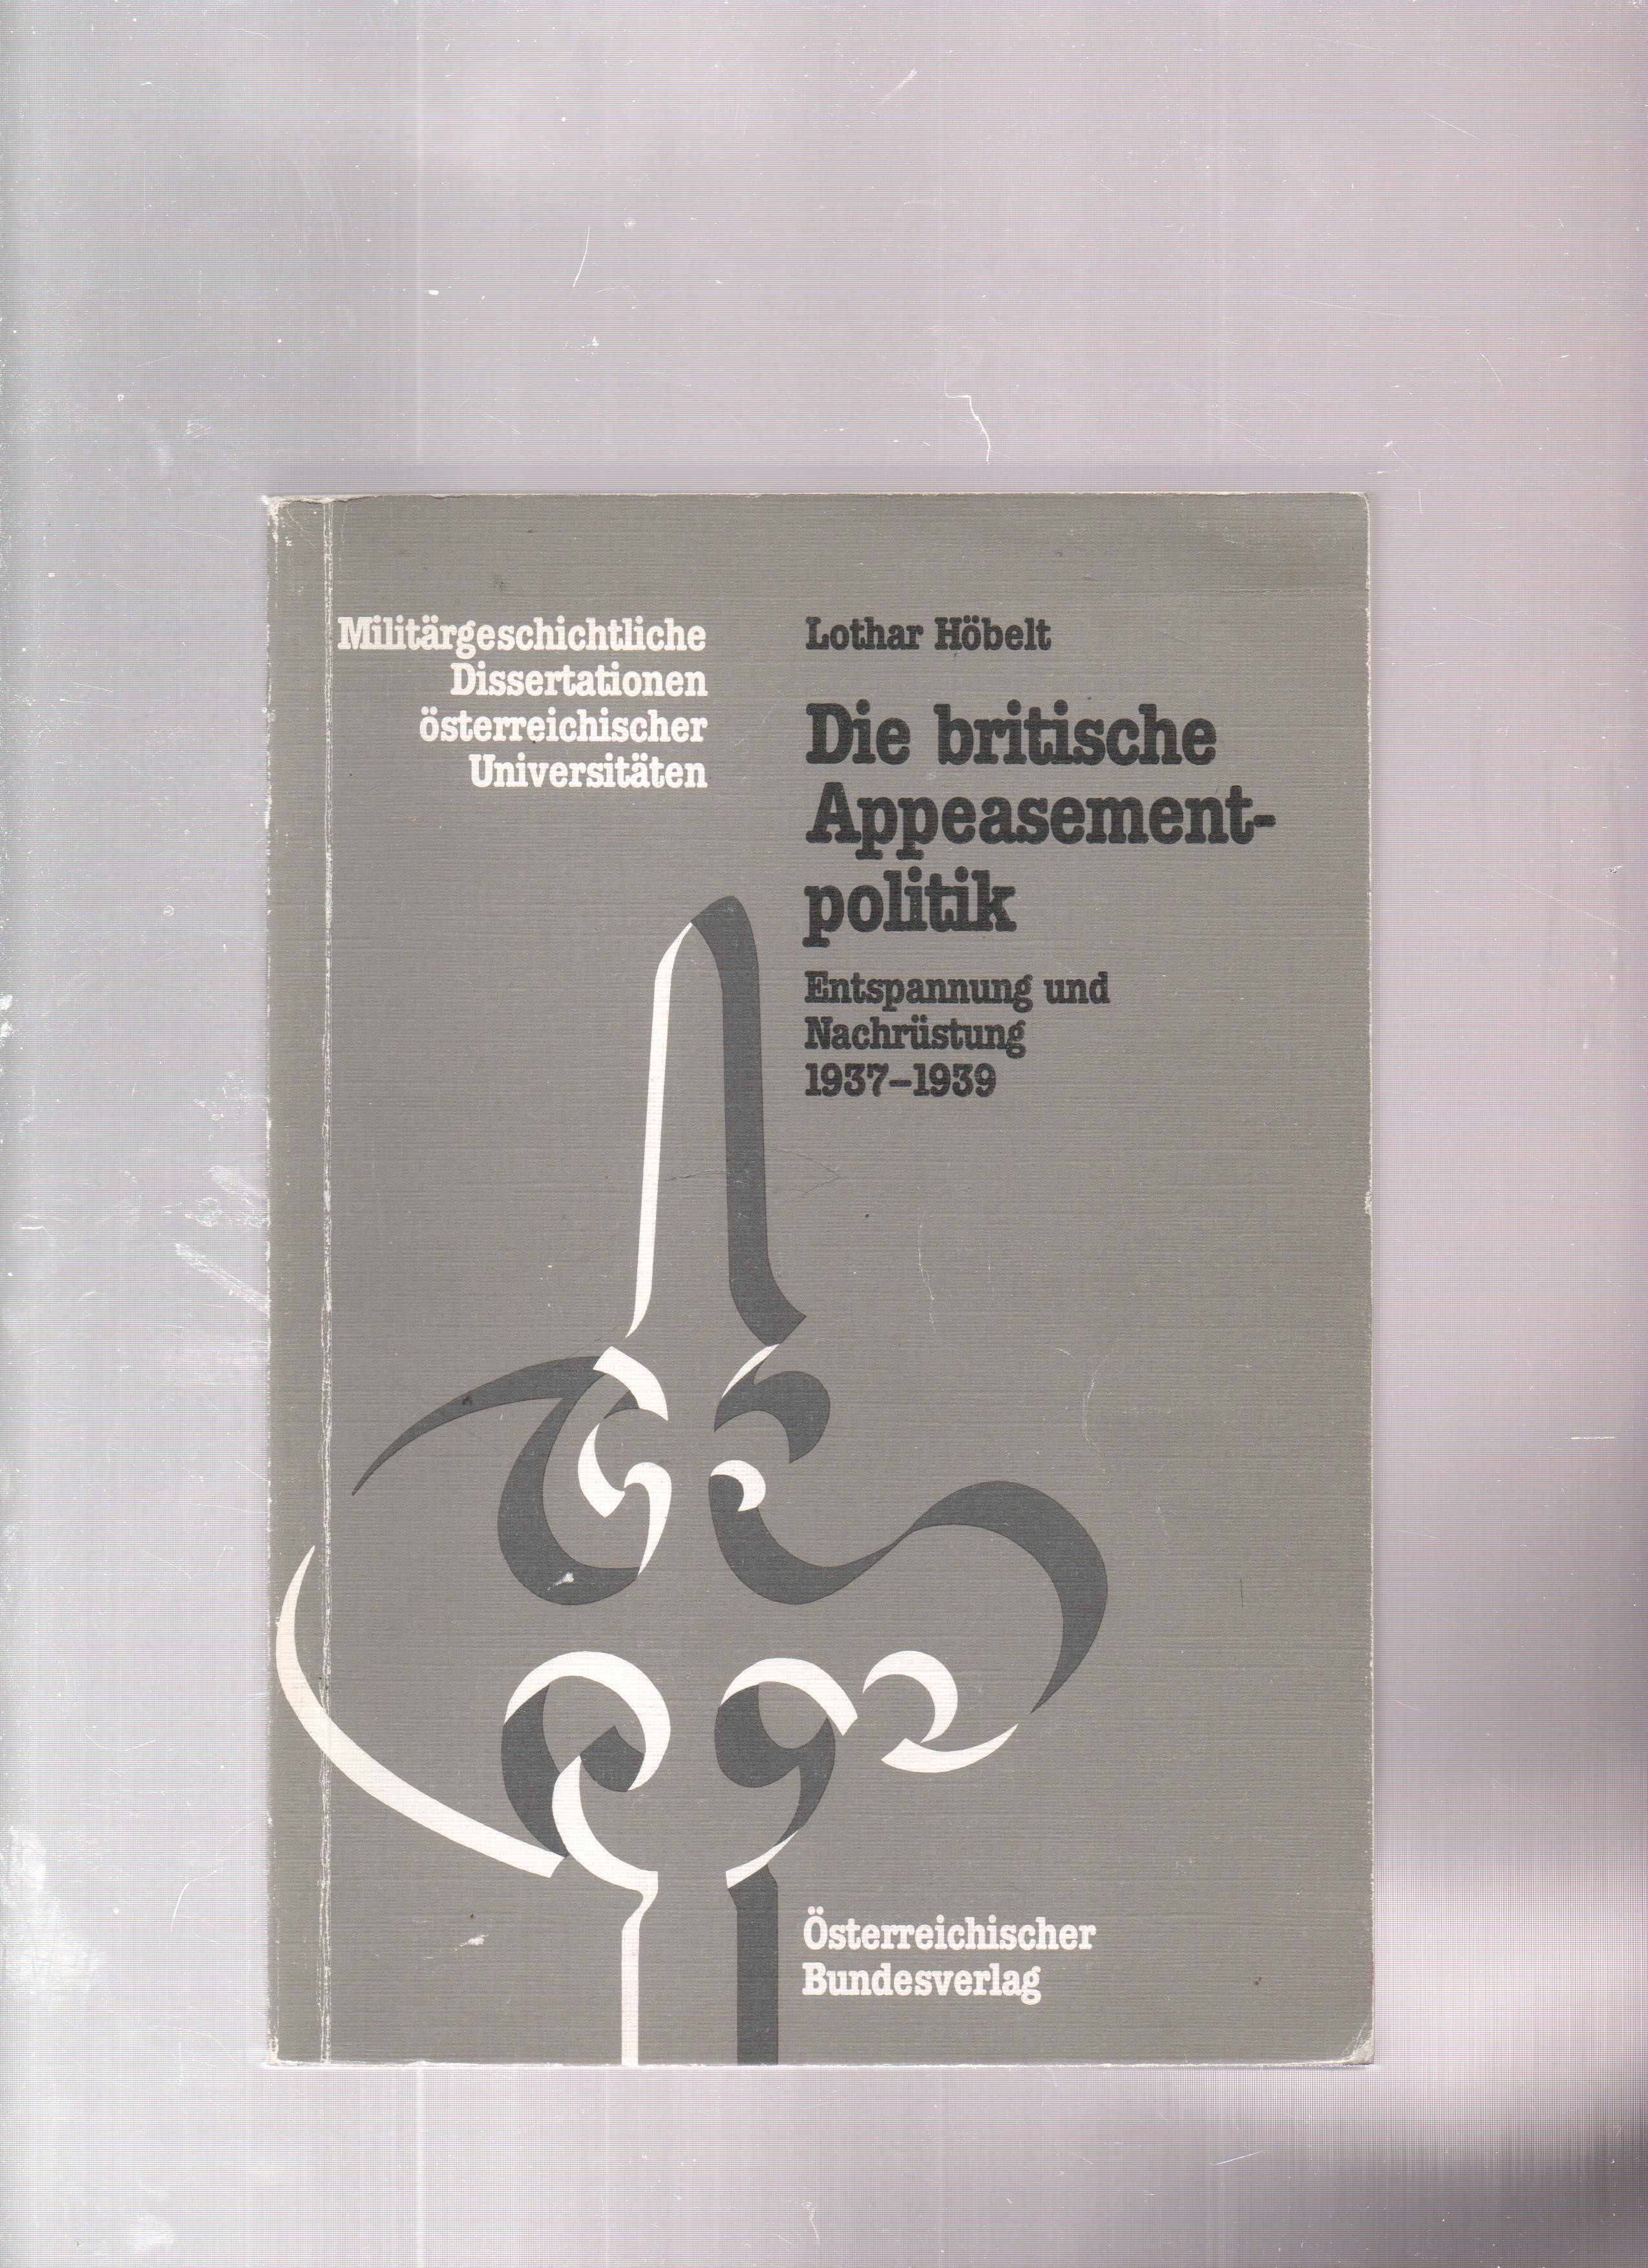 Militärgeschichtliche
Dissertationen
österreichischer
Universitäten
Lothar Höbelt
Die britische
Appeasement-
politik
Entspannung und
Nachrüstung
1937–1939
Österreichischer
Bundesverlag